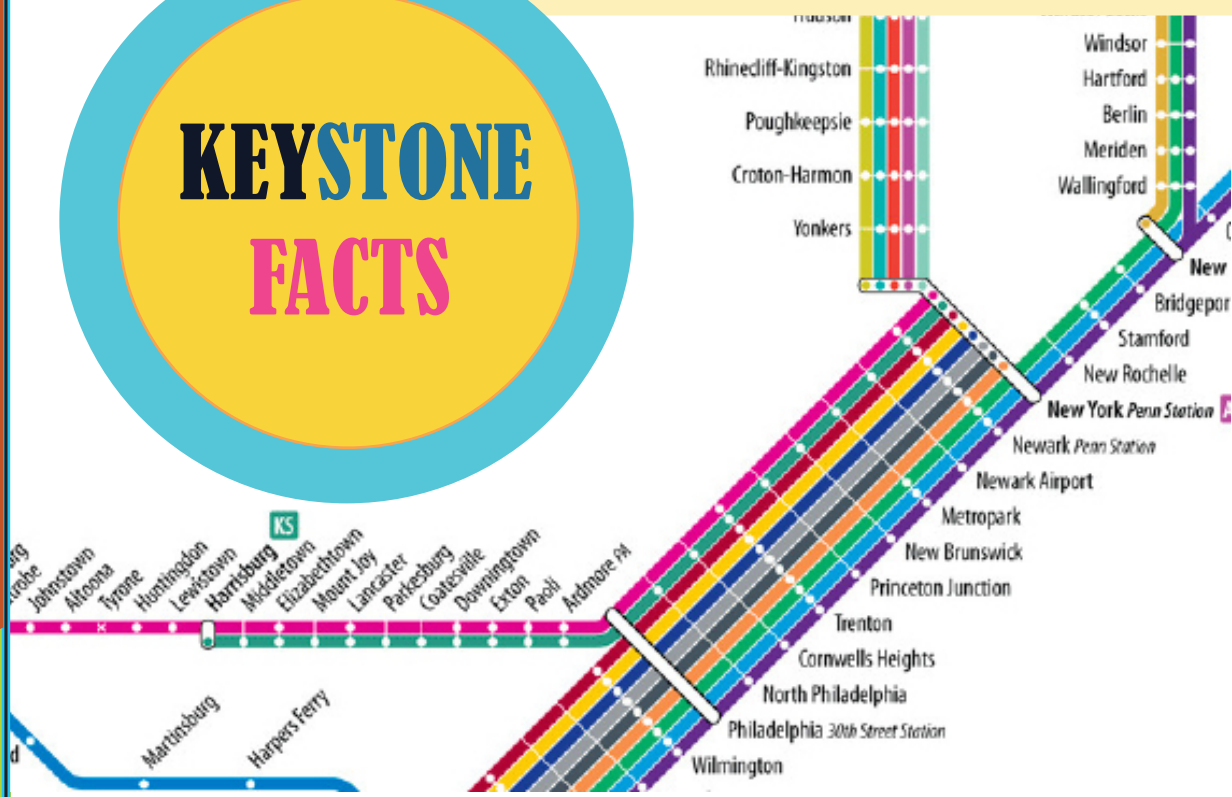 KEYSTONE
FACTS
Hudson
Rhinecliff-Kingston
Poughkeepsie
Croton-Harmon
Yonkers
Windsor
Hartford
Berlin
Meriden
Wallingford
New
Stamford
New Rochelle
New York Penn Station
Newark Penn Station
Newark Airport
Metropark
New Brunswick
Princeton Junction
Trenton
Cornwells Heights
North Philadelphia
Philadelphia 30th Street Station
Wilmington
KS
Johnstown
Altoona
Tyrone
Huntingdon
Lewistown
Harrisburg
Middletown
Elizabethtown
Mount Joy
Lancaster
Parkesburg
Coatesville
Downingtown
Exton
Paoli
Ardmore PA
Martinsburg
Harpers Ferry